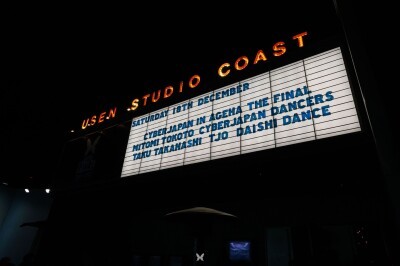 USEN STUDIO COAST
SATURDAY 18TH DECEMBER
CYBERJAPAN IN AGEHA THE FINAL
MITOMI TOKOTO CYBERJAPAN DANCERS
TAKU TAKAHASHI TJO DAISHI DANCE